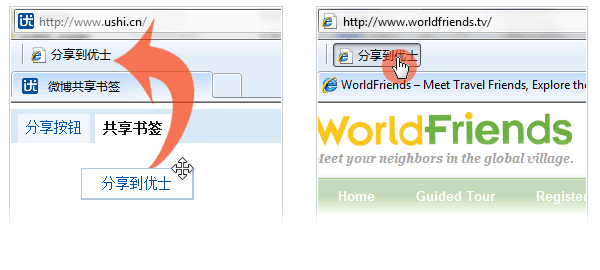 http://www.ushi.cn/
分享到优士
微博共享书签
分享按钮 共享书签
分享到优士
http://www.worldfriends.tv/
分享到优士
WorldFriends – Meet Travel Friends, Explore the
WorldFriends
Meet your neighbors in the global village.
Home Guided Tour Register